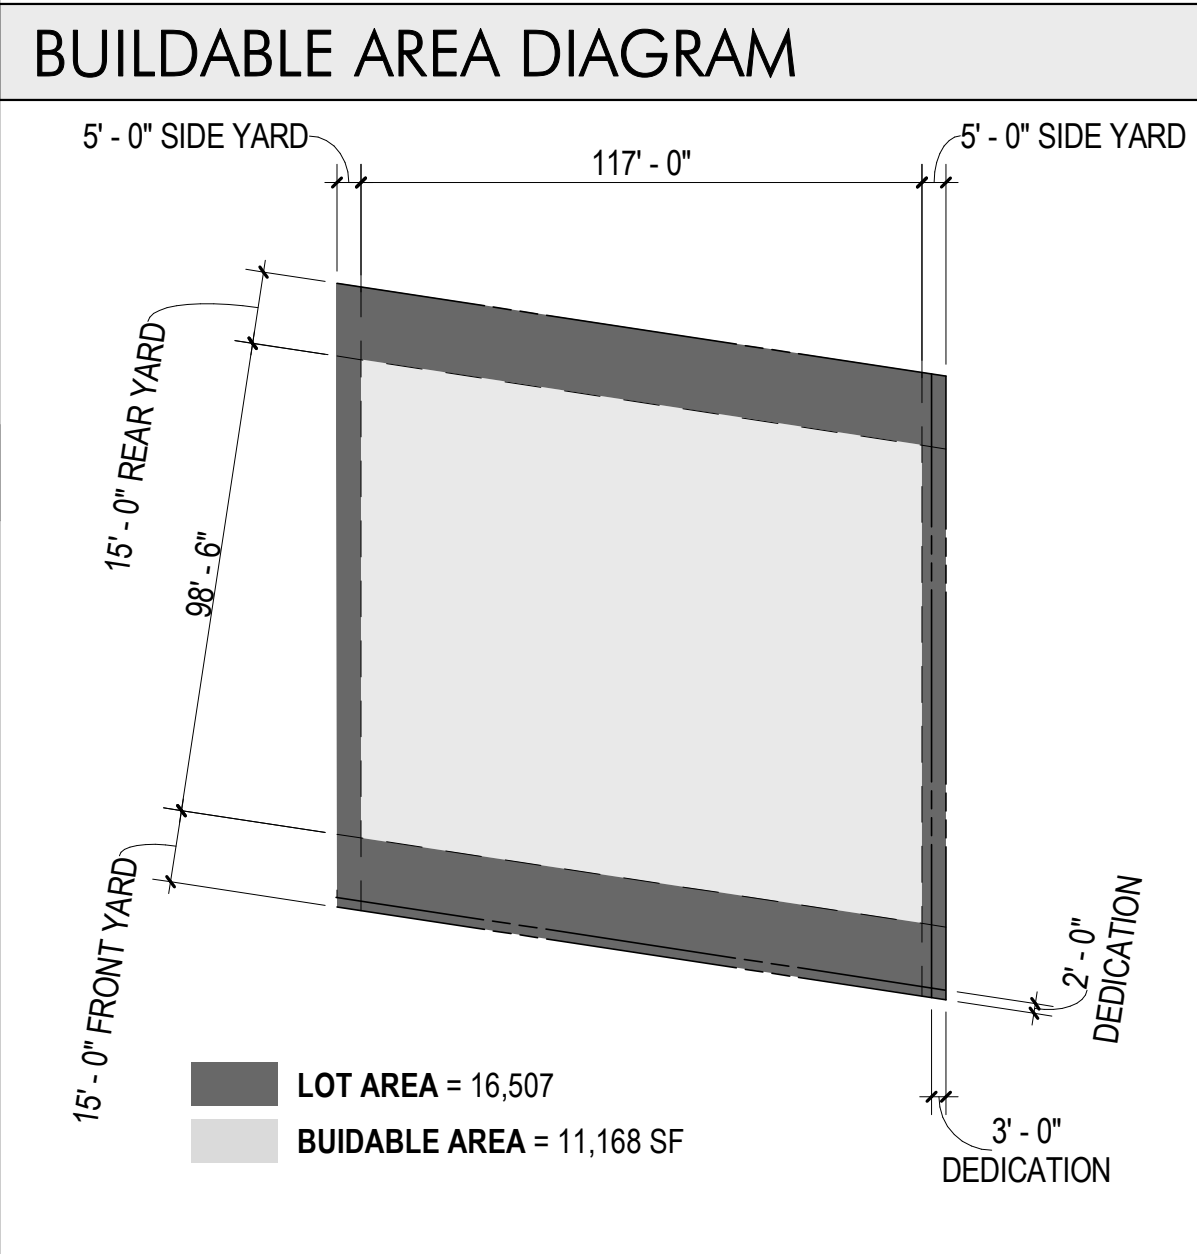 BUILDABLE AREA DIAGRAM
5' - 0" SIDE YARD
117' - 0"
5' - 0" SIDE YARD
15' - 0" REAR YARD
98' - 6"
15' - 0" FRONT YARD
2' - 0"
DEDICATION
LOT AREA = 16,507
BUIDABLE AREA = 11,168 SF
3' - 0"
DEDICATION